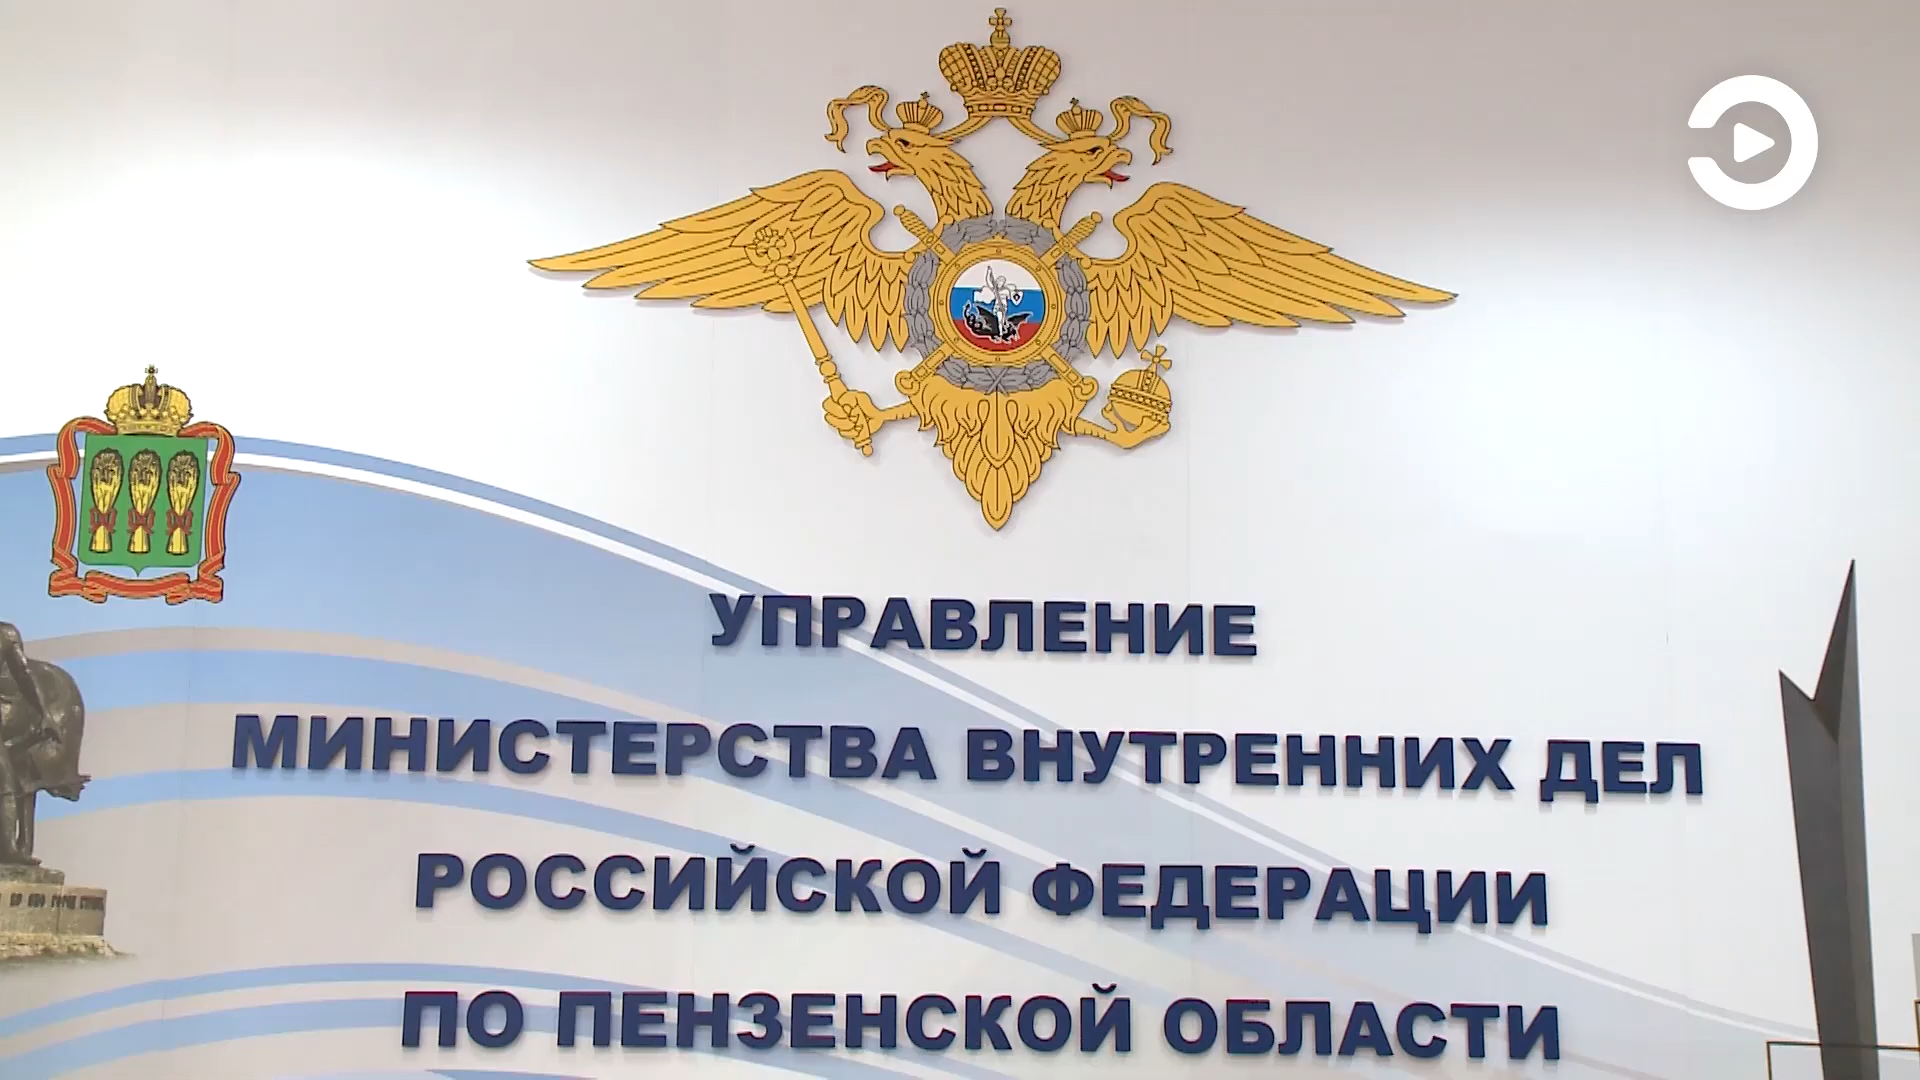 УПРАВЛЕНИЕ
МИНИСТЕРСТВА ВНУТРЕННИХ ДЕЛ
РОССИЙСКОЙ ФЕДЕРАЦИИ
ПО ПЕНЗЕНСКОЙ ОБЛАСТИ